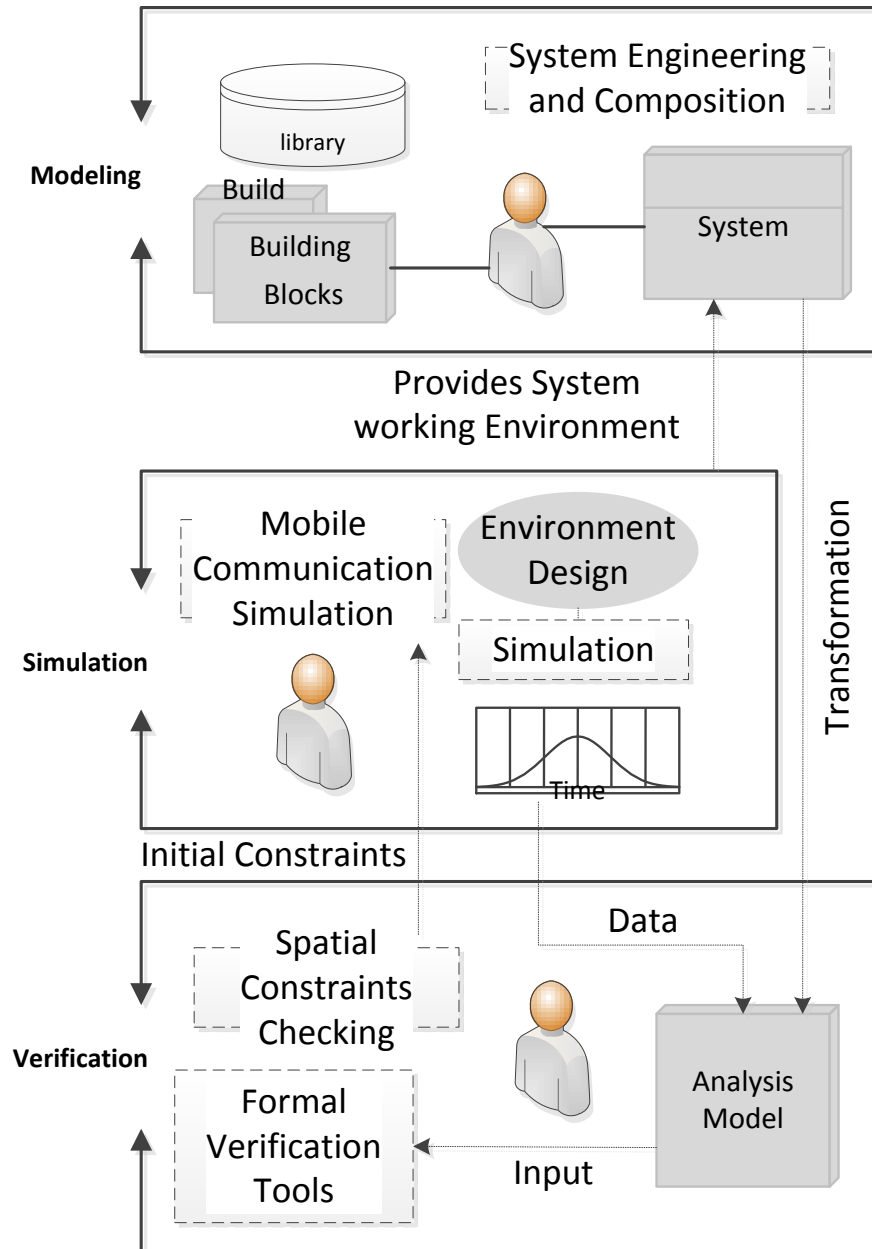 System Engineering
and Composition
library
Modeling
Build
Building
Blocks
System
Provides System
working Environment
Mobile
Communication
Simulation
Environment
Design
Simulation
Simulation
Time
Transformation
Initial Constraints
Data
Spatial
Constraints
Checking
Verification
Formal
Verification
Tools
Analysis
Model
Input